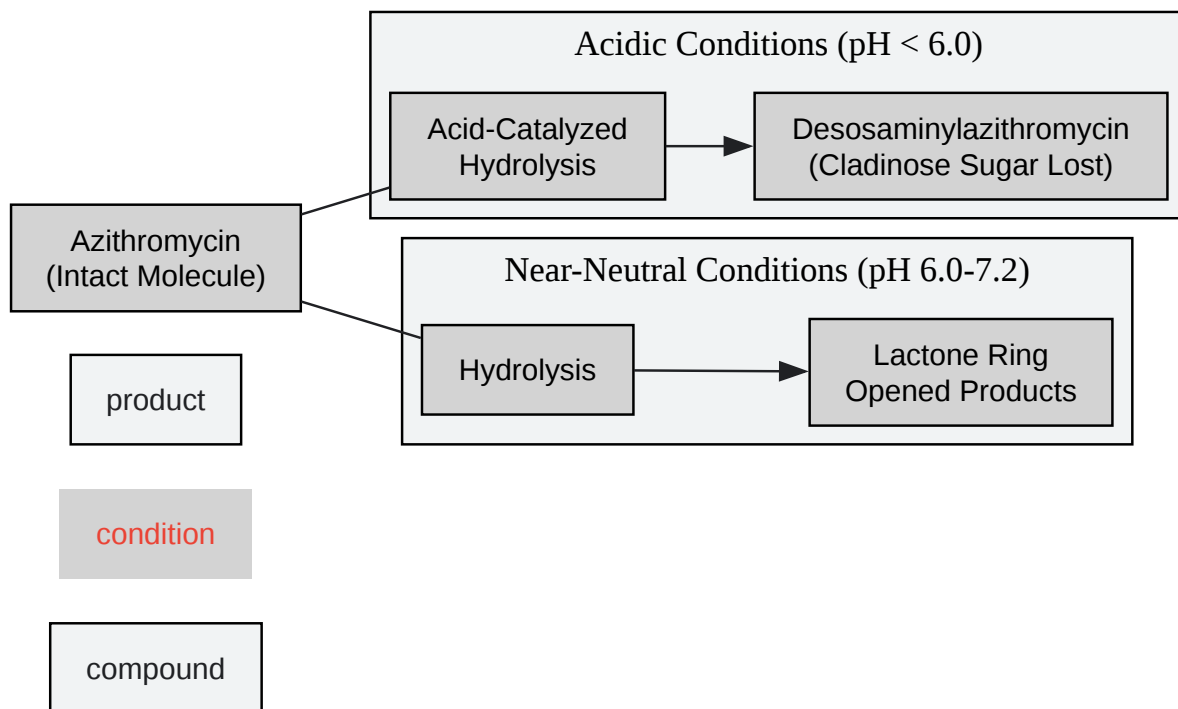 Acidic Conditions (pH < 6.0)
Acid-Catalyzed
Hydrolysis
Desosaminylazithromycin
(Cladinose Sugar Lost)
Azithromycin
(Intact Molecule)
Near-Neutral Conditions (pH 6.0-7.2)
Hydrolysis
Lactone Ring
Opened Products
product
condition
compound